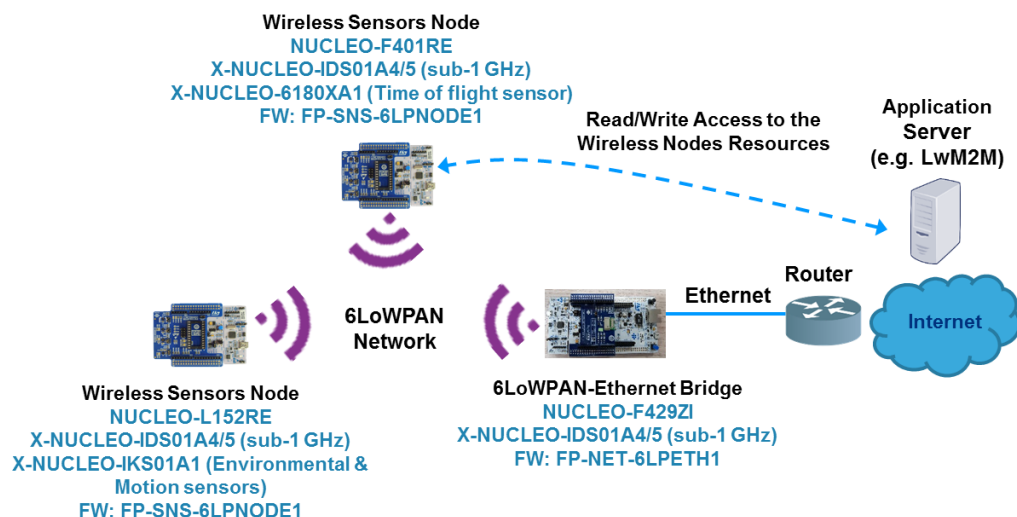 Wireless Sensors Node
NUCLEO-F401RE
X-NUCLEO-IDS01A4/5 (sub-1 GHz)
X-NUCLEO-6180XA1 (Time of flight sensor)
FW: FP-SNS-6LPNODE1
Read/Write Access to the
Wireless Nodes Resources
Application
Server
(e.g. LwM2M)
Router
Ethernet
Internet
6LoWPAN
Network
Wireless Sensors Node
NUCLEO-L152RE
X-NUCLEO-IDS01A4/5 (sub-1 GHz)
X-NUCLEO-IKS01A1 (Environmental &
Motion sensors)
FW: FP-SNS-6LPNODE1
6LoWPAN-Ethernet Bridge
NUCLEO-F429ZI
X-NUCLEO-IDS01A4/5 (sub-1 GHz)
FW: FP-NET-6LPETH1